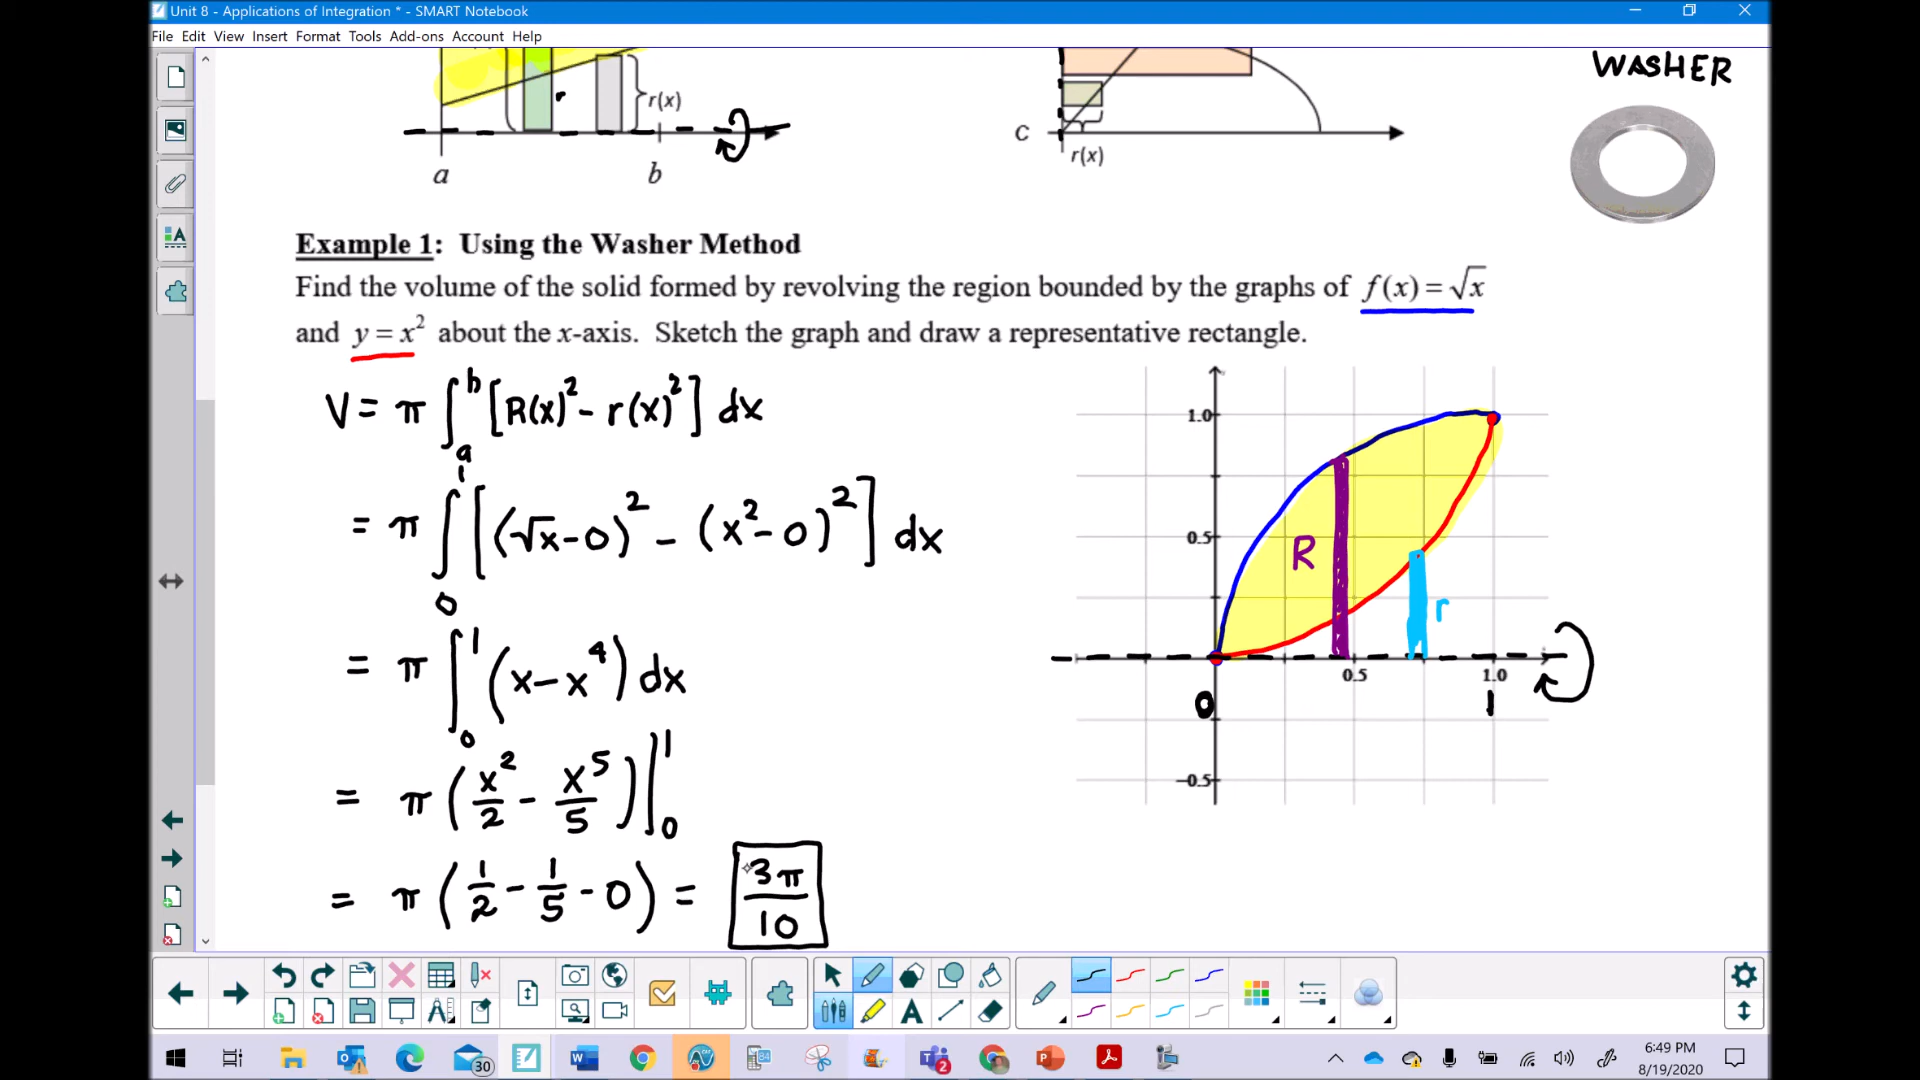 Unit 8 - Applications of Integration * - SMART Notebook
File Edit View Insert Format Tools Add-ons Account Help
WASHER
r
r(x)
a
b
c
r(x)
Example 1: Using the Washer Method
Find the volume of the solid formed by revolving the region bounded by the graphs of f(x) = √x
and y = x² about the x-axis. Sketch the graph and draw a representative rectangle.
V = π ∫_a^b [R(x)² - r(x)²] dx
= π ∫_0^1 [(√x - 0)² - (x² - 0)²] dx
= π ∫_0^1 (x - x⁴) dx
= π (x²/2 - x⁵/5) |_0^1
= π (1/2 - 1/5 - 0) = 3π/10
1.0
0.5
R
r
0.5
1.0
0
1
-0.5
A
A
84
30
2
6:49 PM
8/19/2020